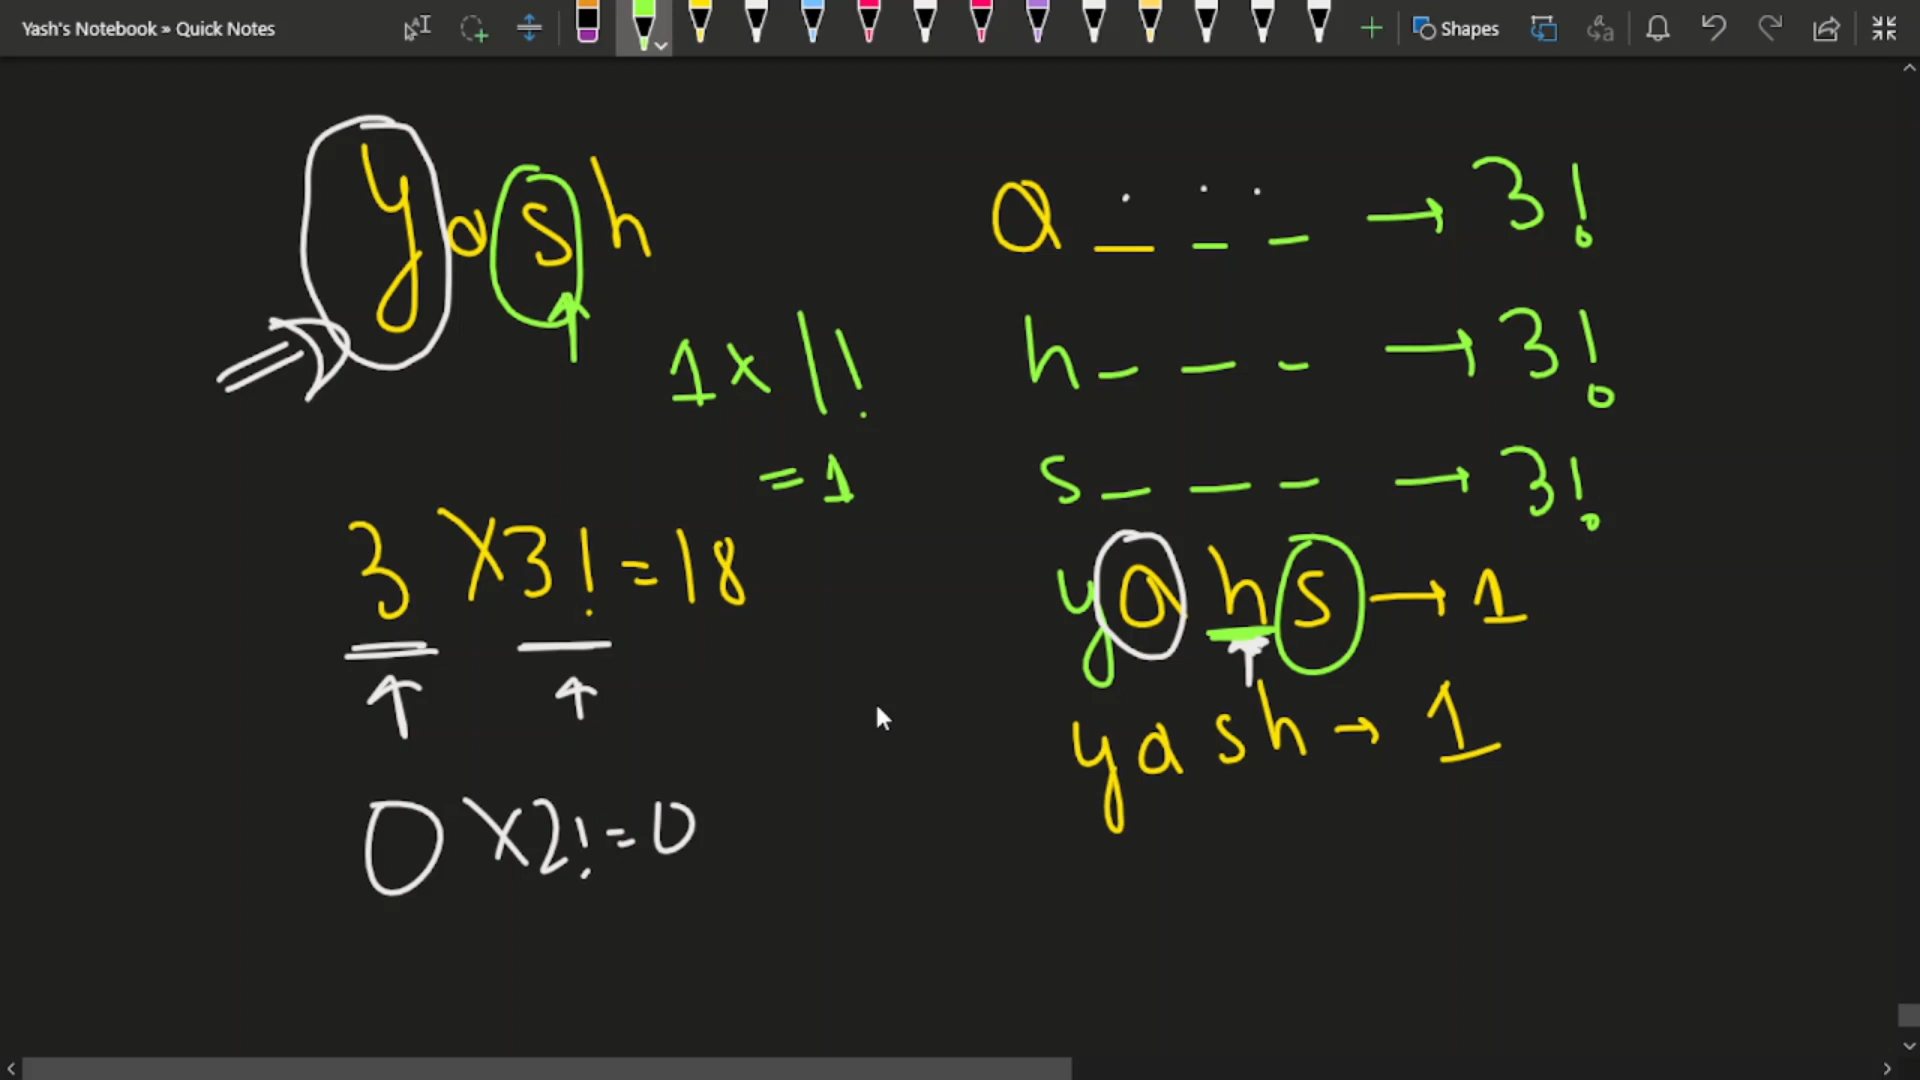 Yash's Notebook » Quick Notes
Shapes
yash
1 x 1!
= 1
3 X 3! = 18
0 X 2! = 0
a _ _ _ → 3!
h _ _ _ → 3!
s _ _ _ → 3!
yahs → 1
yash → 1